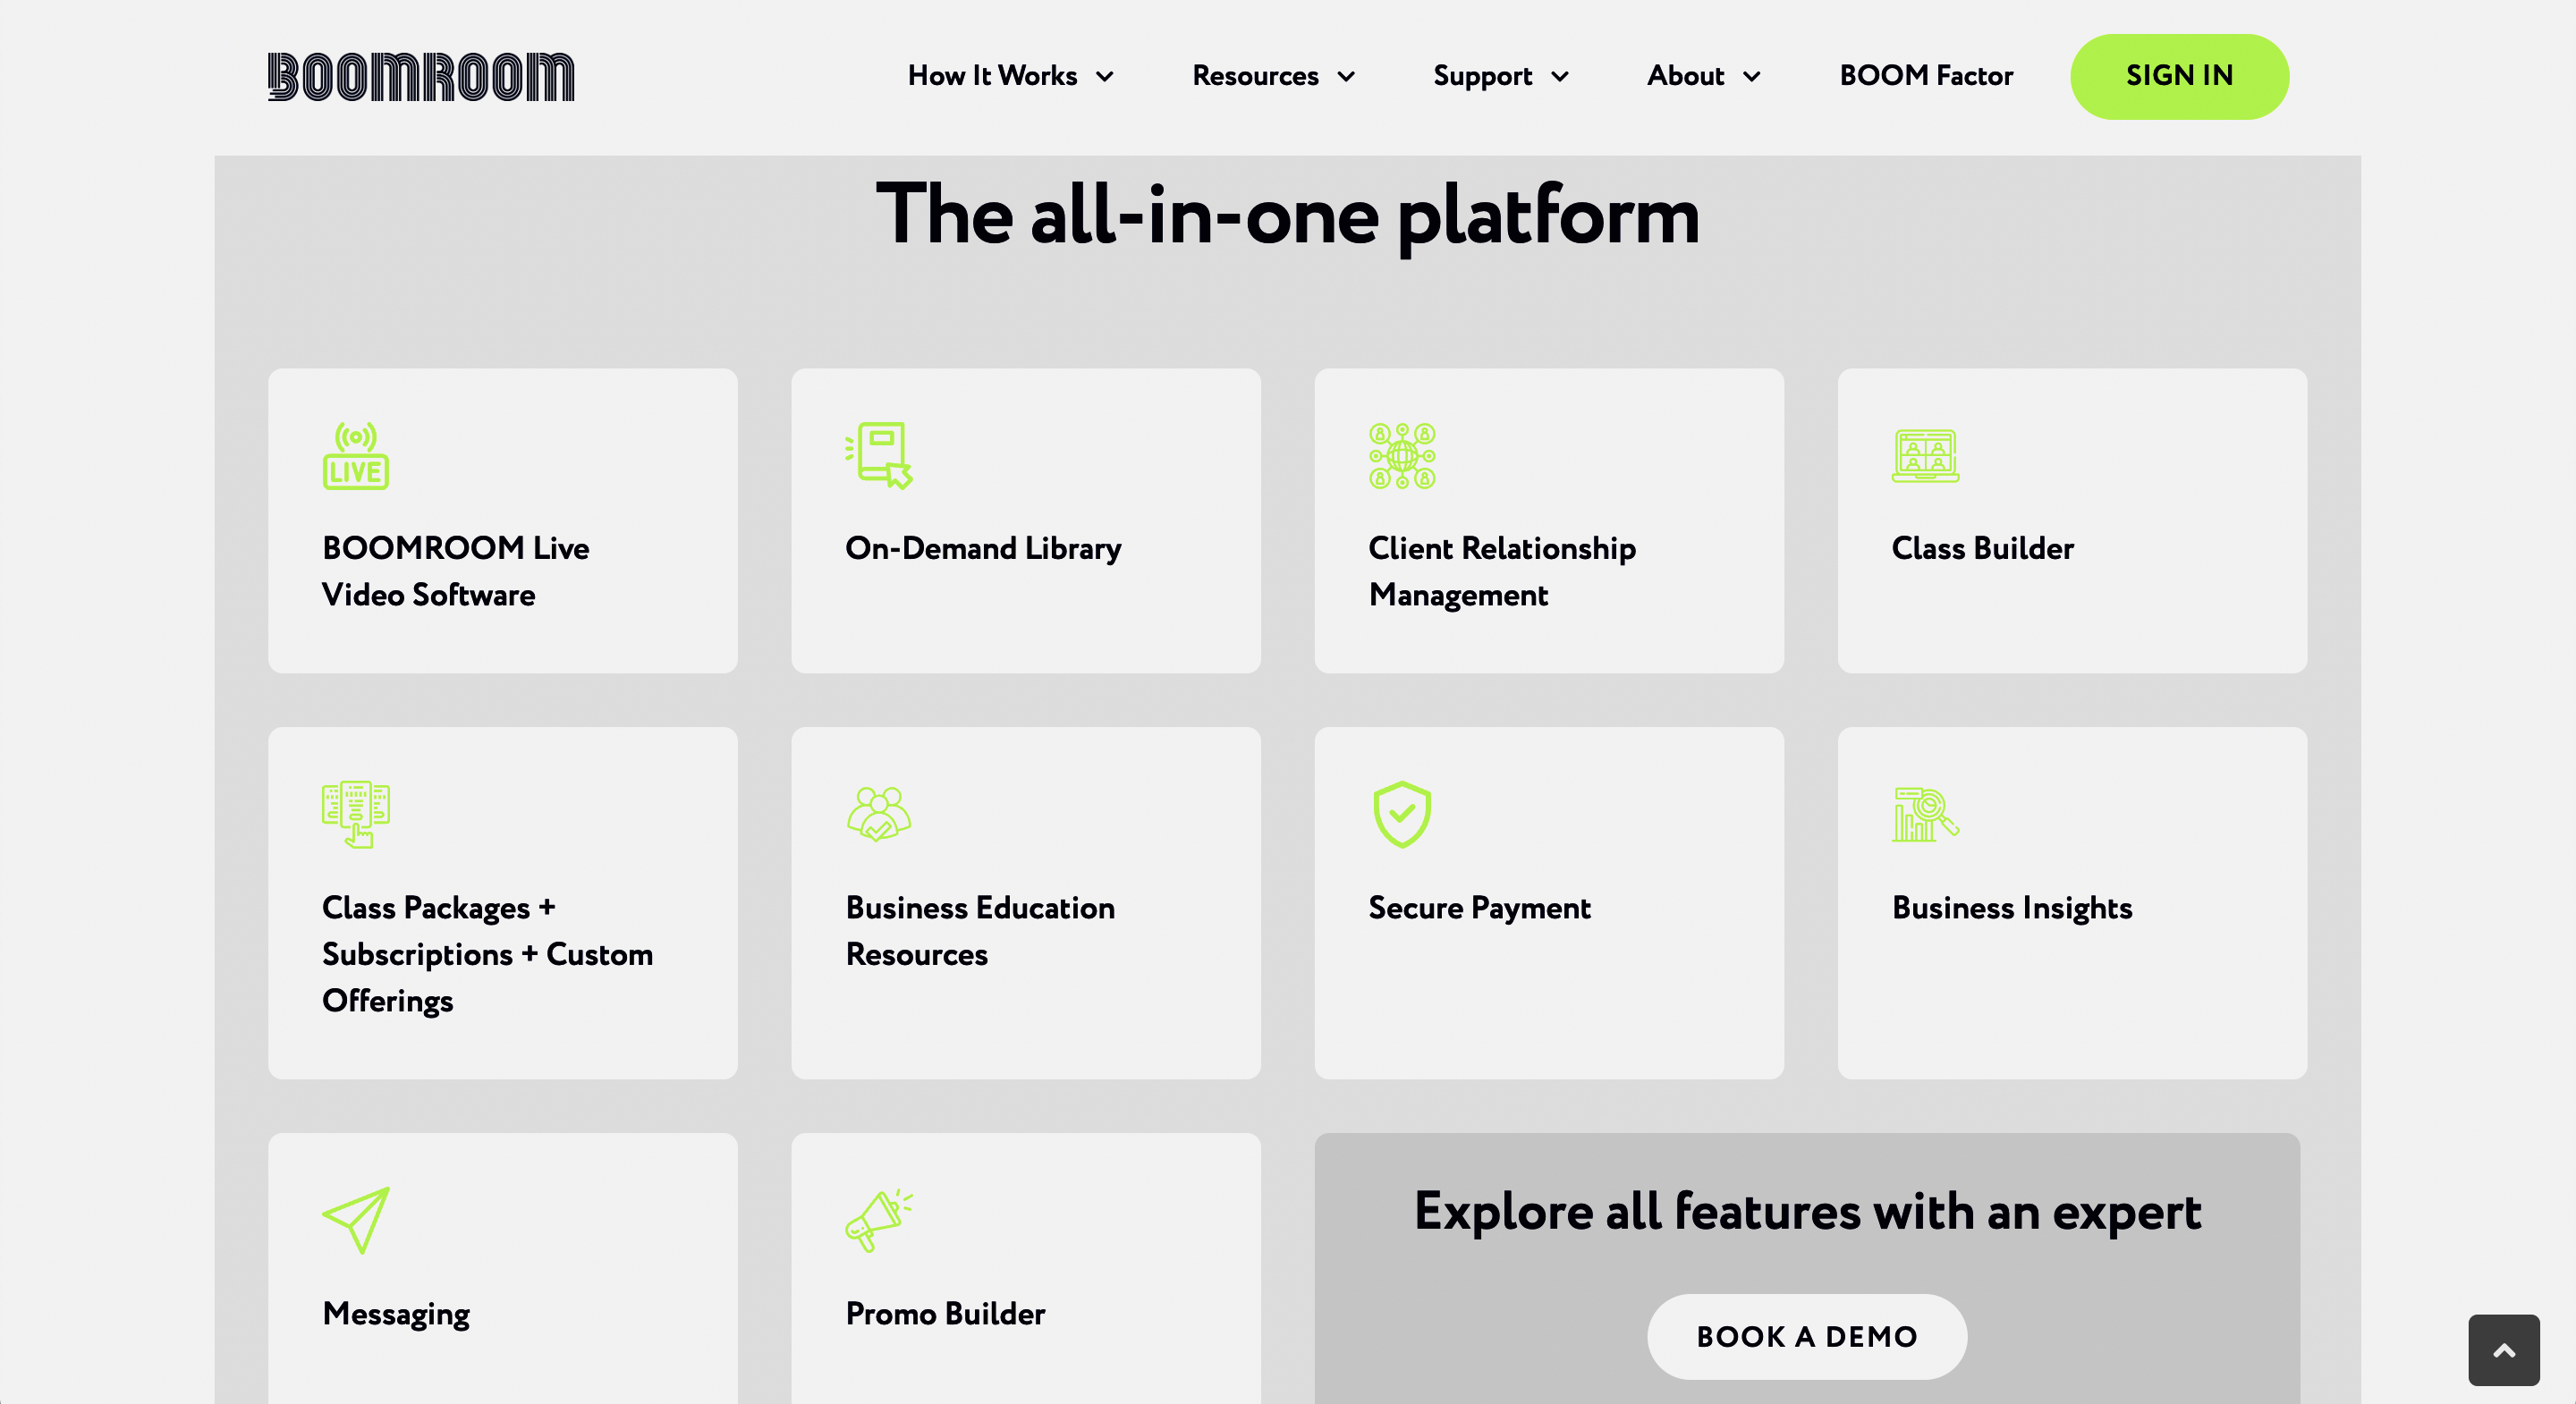 BOOMROOM
How It Works
Resources
Support
About
BOOM Factor
SIGN IN
The all-in-one platform
LIVE
BOOMROOM Live
Video Software
On-Demand Library
Client Relationship
Management
Class Builder
Class Packages +
Subscriptions + Custom
Offerings
Business Education
Resources
Secure Payment
Business Insights
Messaging
Promo Builder
Explore all features with an expert
BOOK A DEMO